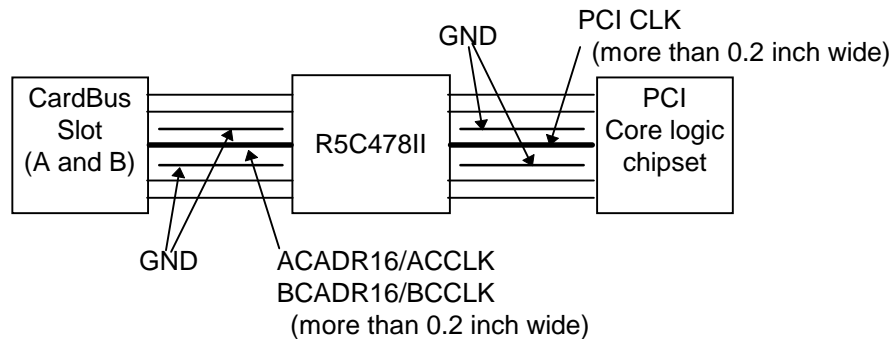 GND
PCI CLK
(more than 0.2 inch wide)
CardBus
Slot
(A and B)
R5C478II
PCI
Core logic
chipset
GND
ACADR16/ACCLK
BCADR16/BCCLK
(more than 0.2 inch wide)